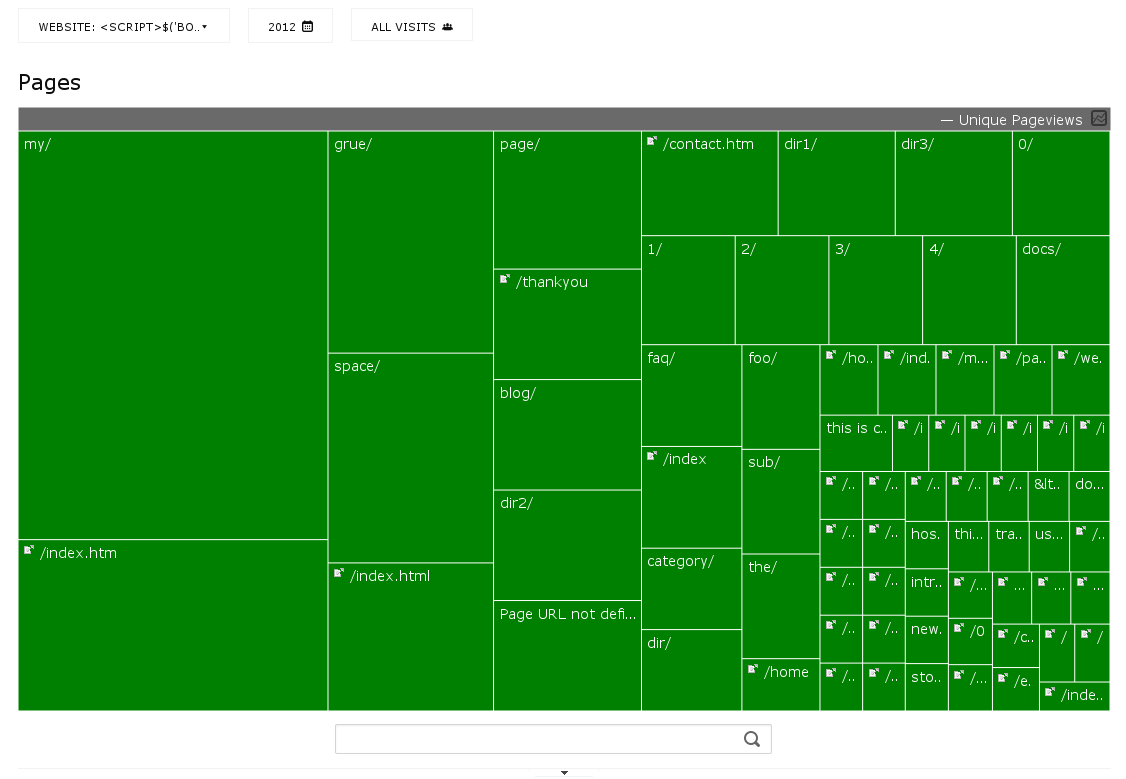 WEBSITE: <SCRIPT>$('BO.. 2012 ALL VISITS
Pages
— Unique Pageviews
my/ grue/ page/ /contact.htm dir1/ dir3/ 0/
1/ 2/ 3/ 4/ docs/
/thankyou
faq/ foo/ /ho.. /ind. /m... /pa.. /we.
space/
blog/
this is c.. /i /i /i /i /i /i
/index sub/
/.. /.. /.. /.. /.. &lt.. do...
dir2/
/.. /.. hos. thi... tra.. us... /..
/index.htm
category/ the/
/index.html /.. /.. intr.. /... ... ... ...
Page URL not defi...
/.. /.. new. /0 /c.. / /
dir/
/home /.. /.. sto.. /... /e.
/inde..